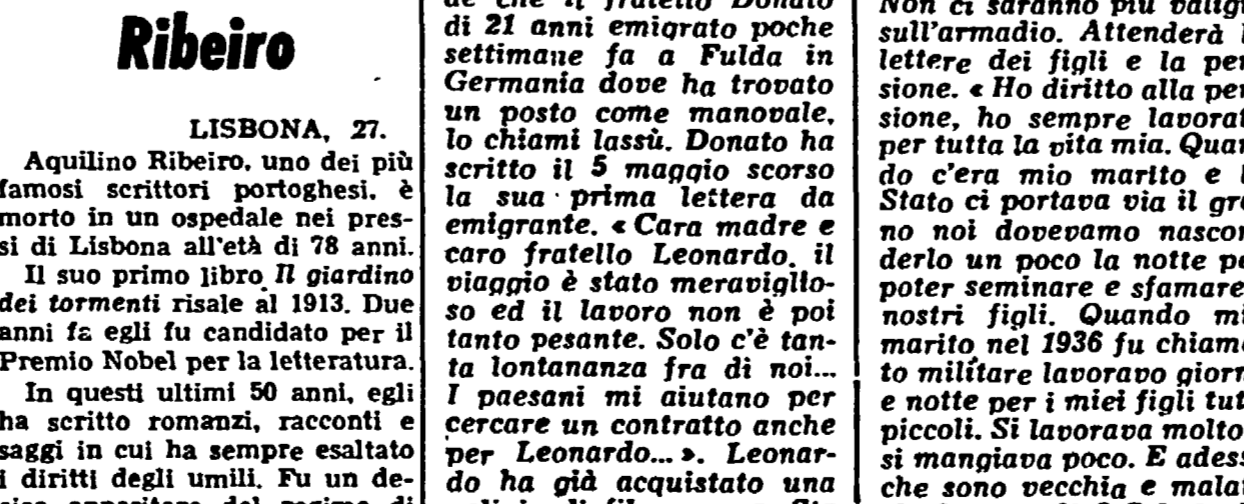 Ribeiro
LISBONA, 27.
Aquilino Ribeiro, uno dei più
famosi scrittori portoghesi, è
morto in un ospedale nei pres-
si di Lisbona all'età di 78 anni.
Il suo primo libro Il giardino
dei tormenti risale al 1913. Due
anni fa egli fu candidato per il
Premio Nobel per la letteratura.
In questi ultimi 50 anni, egli
ha scritto romanzi, racconti e
saggi in cui ha sempre esaltato
i diritti degli umili. Fu un de-
de che il fratello Donato
di 21 anni emigrato poche
settimane fa a Fulda in
Germania dove ha trovato
un posto come manovale,
lo chiami lassù. Donato ha
scritto il 5 maggio scorso
la sua prima lettera da
emigrante. « Cara madre e
caro fratello Leonardo, il
viaggio è stato meraviglio-
so ed il lavoro non è poi
tanto pesante. Solo c'è tan-
ta lontananza fra di noi...
I paesani mi aiutano per
cercare un contratto anche
per Leonardo... ». Leonar-
do ha già acquistato una
Non ci saranno più valigi
sull'armadio. Attenderà l
lettere dei figli e la pen
sione. « Ho diritto alla pen
sione, ho sempre lavorat
per tutta la vita mia. Quan
do c'era mio marito e l
Stato ci portava via il gra
no noi dovevamo nascon
derlo un poco la notte pe
poter seminare e sfamare
nostri figli. Quando mi
marito nel 1936 fu chiama
to militare lavoravo giorn
e notte per i miei figli tut
piccoli. Si lavorava molto
si mangiava poco. E adess
che sono vecchia e malat